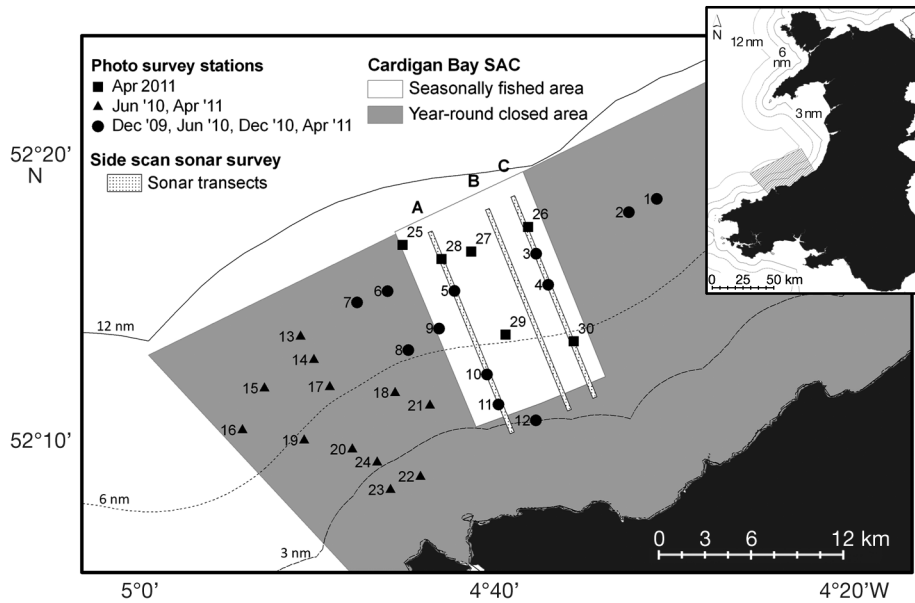 Photo survey stations
Apr 2011
Jun '10, Apr '11
Dec '09, Jun '10, Dec '10, Apr '11
Side scan sonar survey
Sonar transects
Cardigan Bay SAC
Seasonally fished area
Year-round closed area
N
12 nm
6
nm
3 nm
0 25 50 km
52°20'
N
52°10'
A
B
C
25
28
27
26
1
2
3
4
5
6
7
8
9
10
11
12
13
14
15
16
17
18
19
20
21
22
23
24
29
30
12 nm
6 nm
3 nm
0 3 6 12 km
5°0'
4°40'
4°20'W